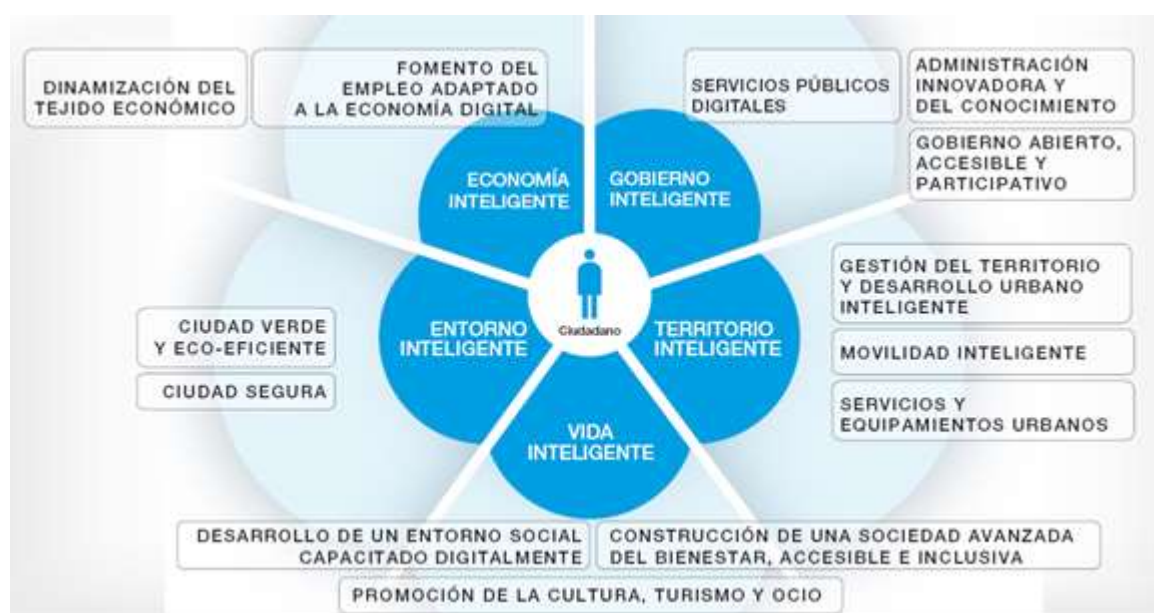 DINAMIZACIÓN DEL
TEJIDO ECONÓMICO
FOMENTO DEL
EMPLEO ADAPTADO
A LA ECONOMÍA DIGITAL
SERVICIOS PÚBLICOS
DIGITALES
ADMINISTRACIÓN
INNOVADORA Y
DEL CONOCIMIENTO
GOBIERNO ABIERTO,
ACCESIBLE Y
PARTICIPATIVO
ECONOMÍA
INTELIGENTE
GOBIERNO
INTELIGENTE
GESTIÓN DEL TERRITORIO
Y DESARROLLO URBANO
INTELIGENTE
MOVILIDAD INTELIGENTE
SERVICIOS Y
EQUIPAMIENTOS URBANOS
CIUDAD VERDE
Y ECO-EFICIENTE
CIUDAD SEGURA
ENTORNO
INTELIGENTE
Ciudadano
TERRITORIO
INTELIGENTE
VIDA
INTELIGENTE
DESARROLLO DE UN ENTORNO SOCIAL
CAPACITADO DIGITALMENTE
CONSTRUCCIÓN DE UNA SOCIEDAD AVANZADA
DEL BIENESTAR, ACCESIBLE E INCLUSIVA
PROMOCIÓN DE LA CULTURA, TURISMO Y OCIO